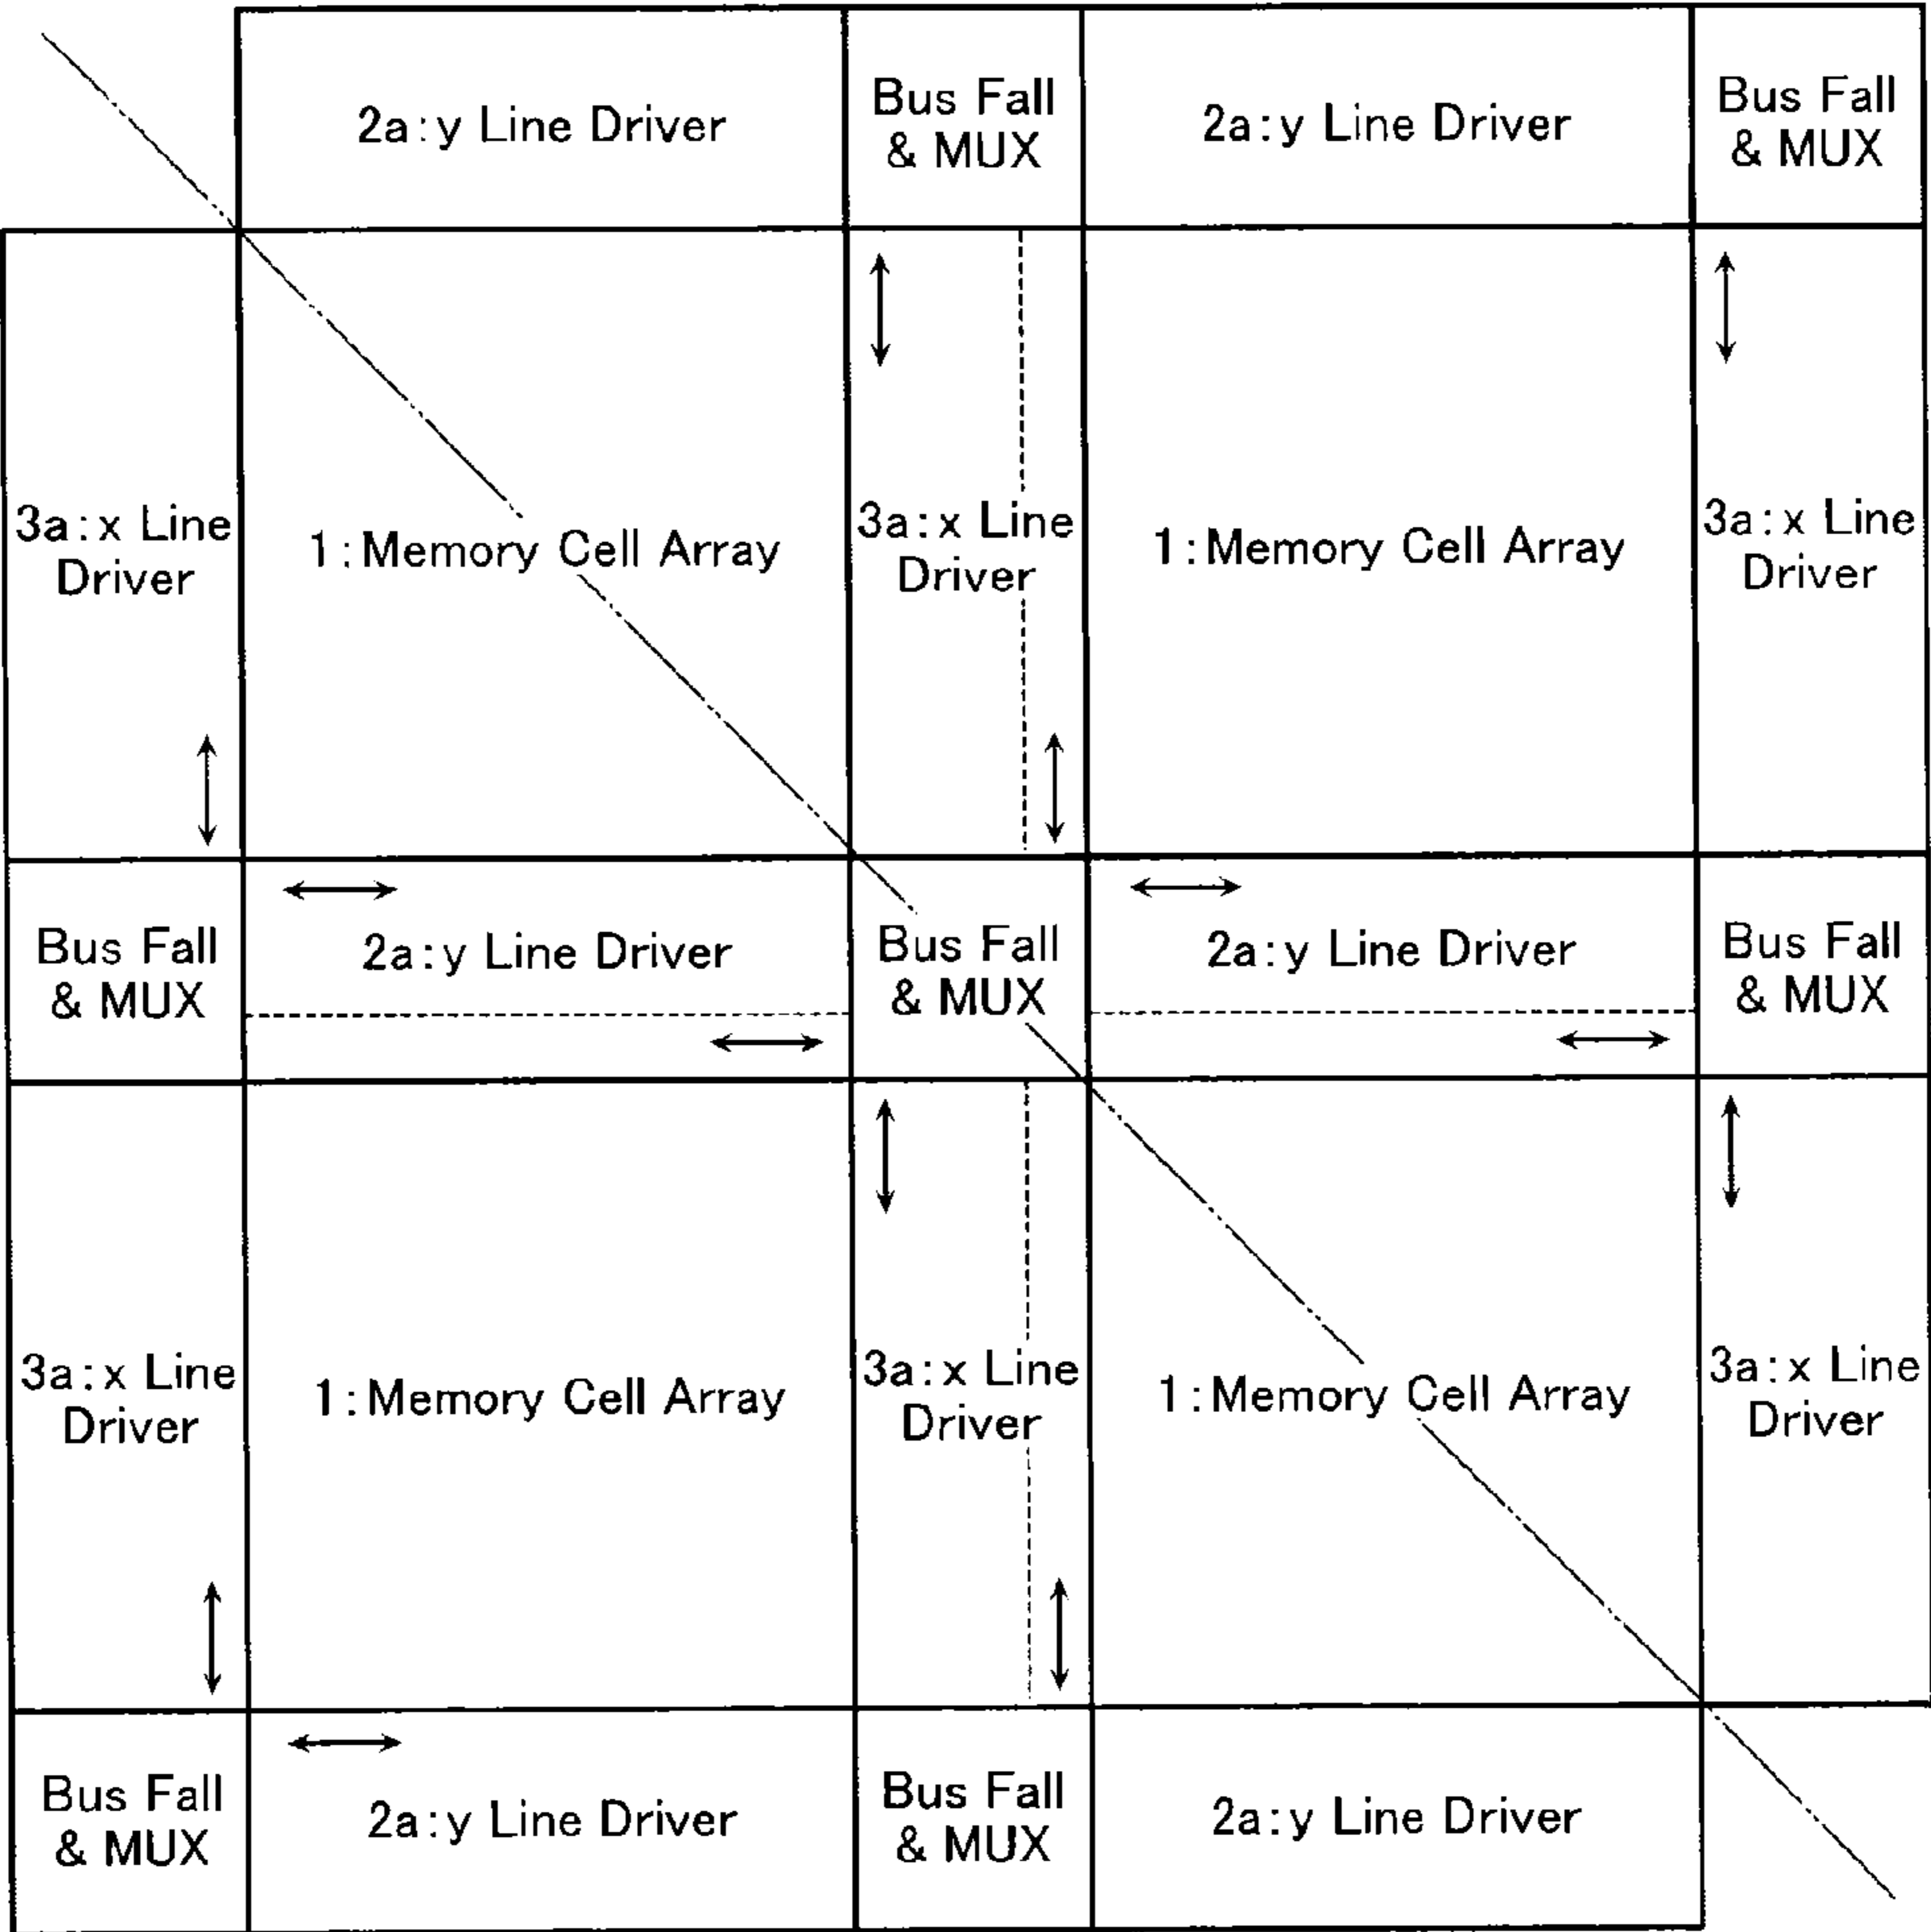 2a:y Line Driver
Bus Fall
& MUX
2a:y Line Driver
Bus Fall
& MUX
3a:x Line
Driver
1:Memory Cell Array
3a:x Line
Driver
1:Memory Cell Array
3a:x Line
Driver
Bus Fall
& MUX
2a:y Line Driver
Bus Fall
& MUX
2a:y Line Driver
Bus Fall
& MUX
3a:x Line
Driver
1:Memory Cell Array
3a:x Line
Driver
1:Memory Cell Array
3a:x Line
Driver
Bus Fall
& MUX
2a:y Line Driver
Bus Fall
& MUX
2a:y Line Driver